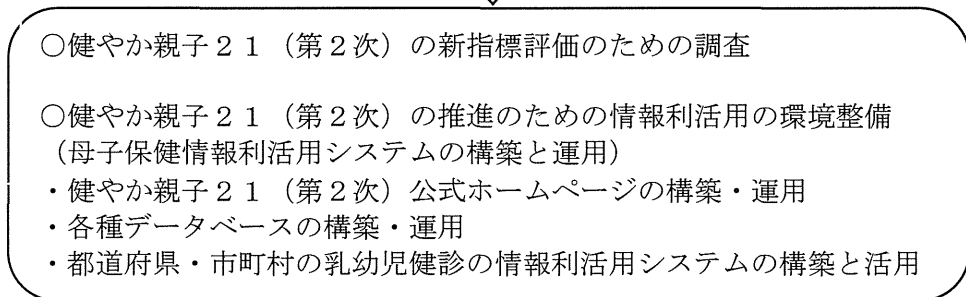 ○健やか親子２１（第２次）の新指標評価のための調査
○健やか親子２１（第２次）の推進のための情報利活用の環境整備
（母子保健情報利活用システムの構築と運用）
・健やか親子２１（第２次）公式ホームページの構築・運用
・各種データベースの構築・運用
・都道府県・市町村の乳幼児健診の情報利活用システムの構築と活用